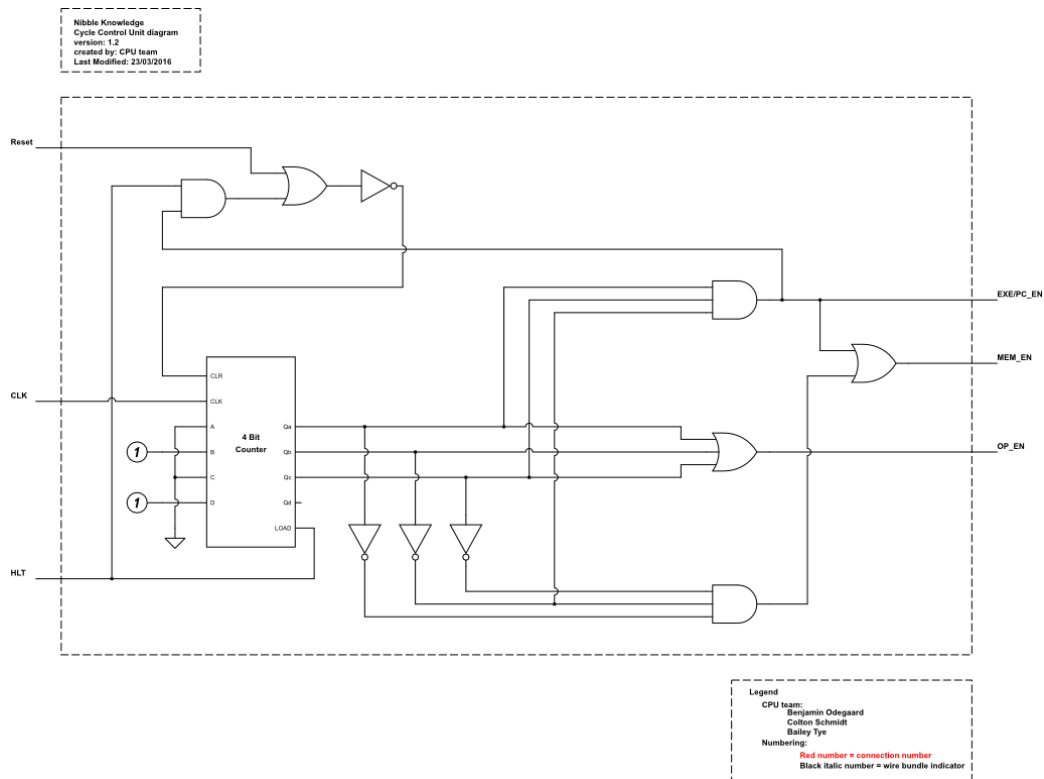 Nibble Knowledge
Cycle Control Unit diagram
version: 1.2
created by: CPU team
Last Modified: 23/03/2016
Reset
EXE/PC_EN
MEM_EN
CLR
CLK
CLK
A
4 Bit
Counter
Qa
1
B
Qb
OP_EN
C
Qc
1
D
Qd
LOAD
HLT
Legend
CPU team:
Benjamin Odegaard
Colton Schmidt
Bailey Tye
Numbering:
Red number = connection number
Black italic number = wire bundle indicator